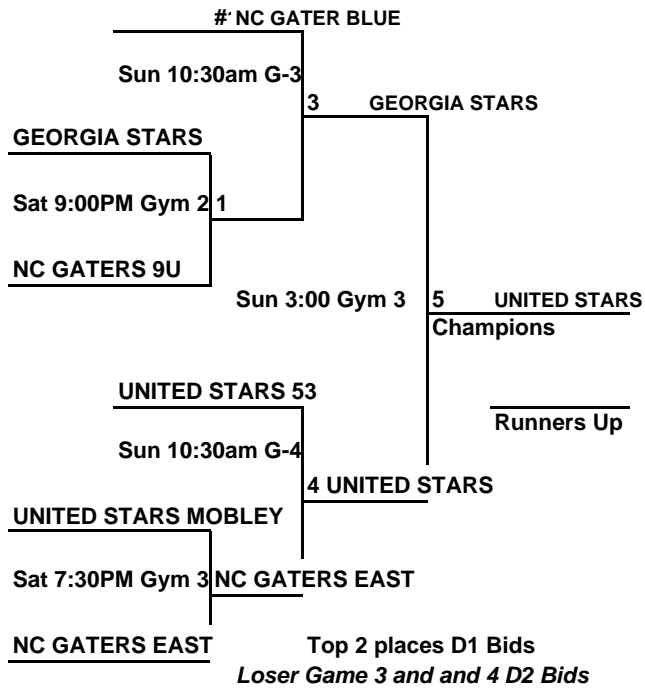 #1 NC GATER BLUE
Sun 10:30am G-3
3 GEORGIA STARS
GEORGIA STARS
Sat 9:00PM Gym 2 1
NC GATERS 9U
Sun 3:00 Gym 3 5 UNITED STARS
Champions
UNITED STARS 53
Runners Up
Sun 10:30am G-4
4 UNITED STARS
UNITED STARS MOBLEY
Sat 7:30PM Gym 3 NC GATERS EAST
NC GATERS EAST Top 2 places D1 Bids
Loser Game 3 and and 4 D2 Bids